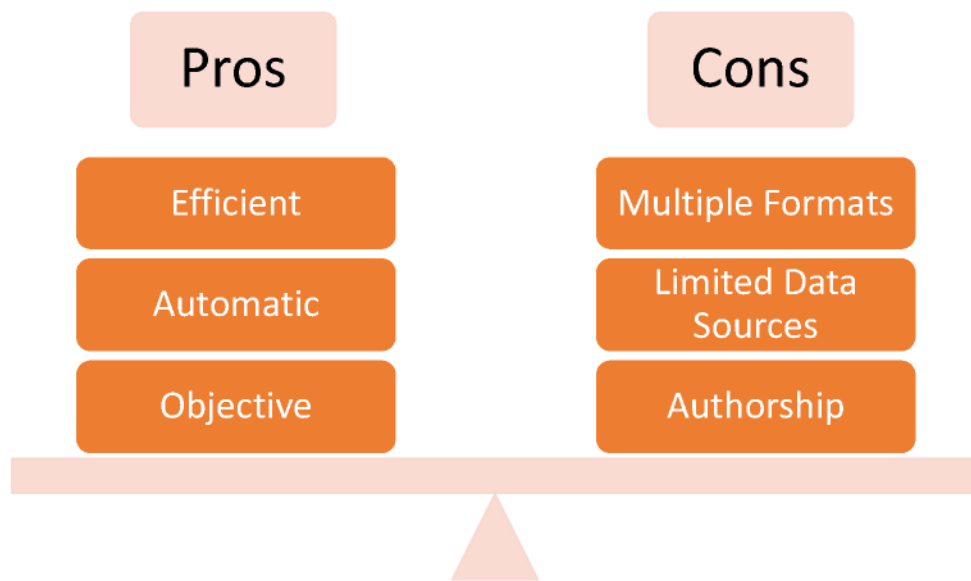 Pros
Efficient
Automatic
Objective
Cons
Multiple Formats
Limited Data
Sources
Authorship